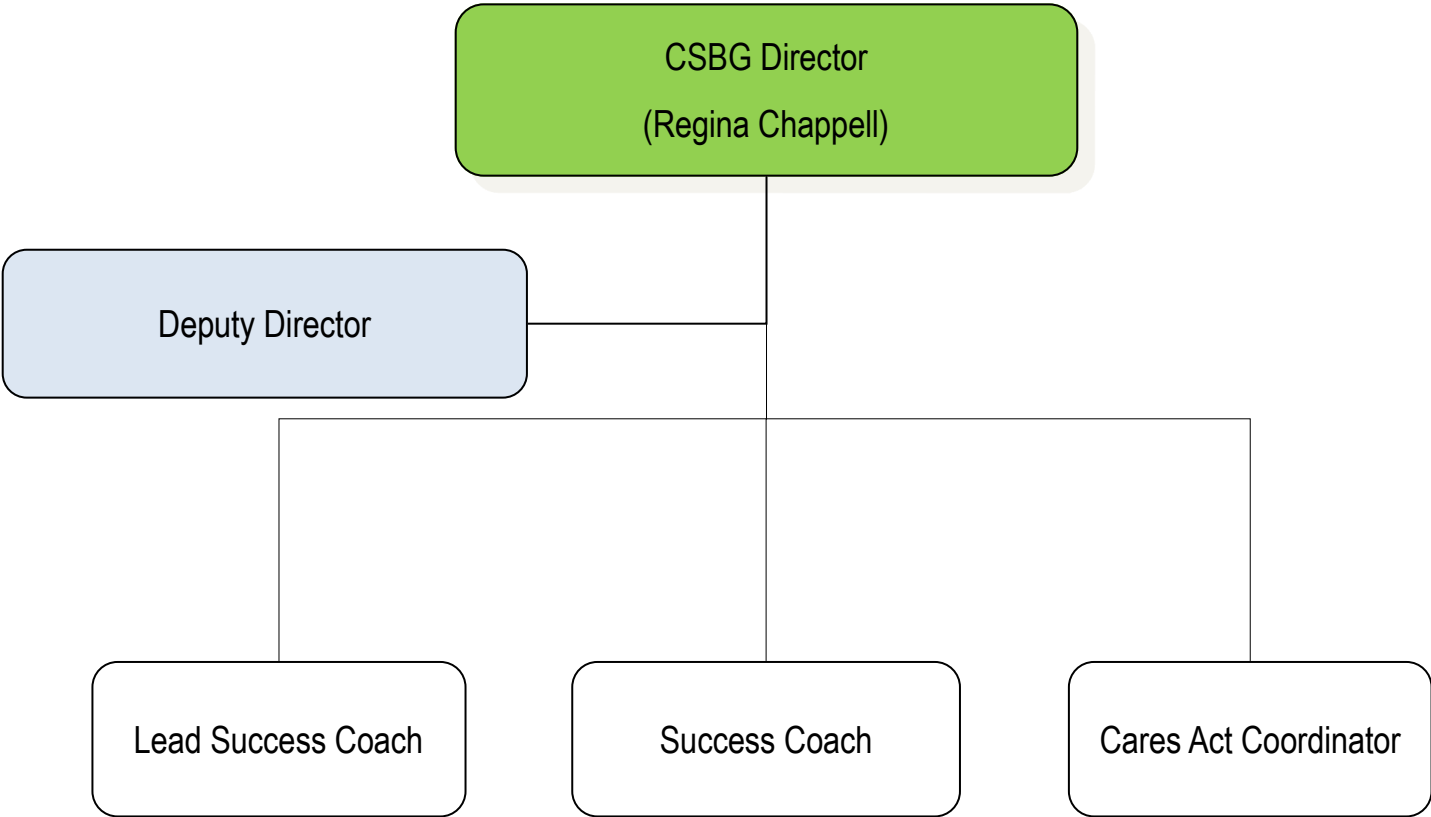 CSBG Director
(Regina Chappell)
Deputy Director
Lead Success Coach
Success Coach
Cares Act Coordinator